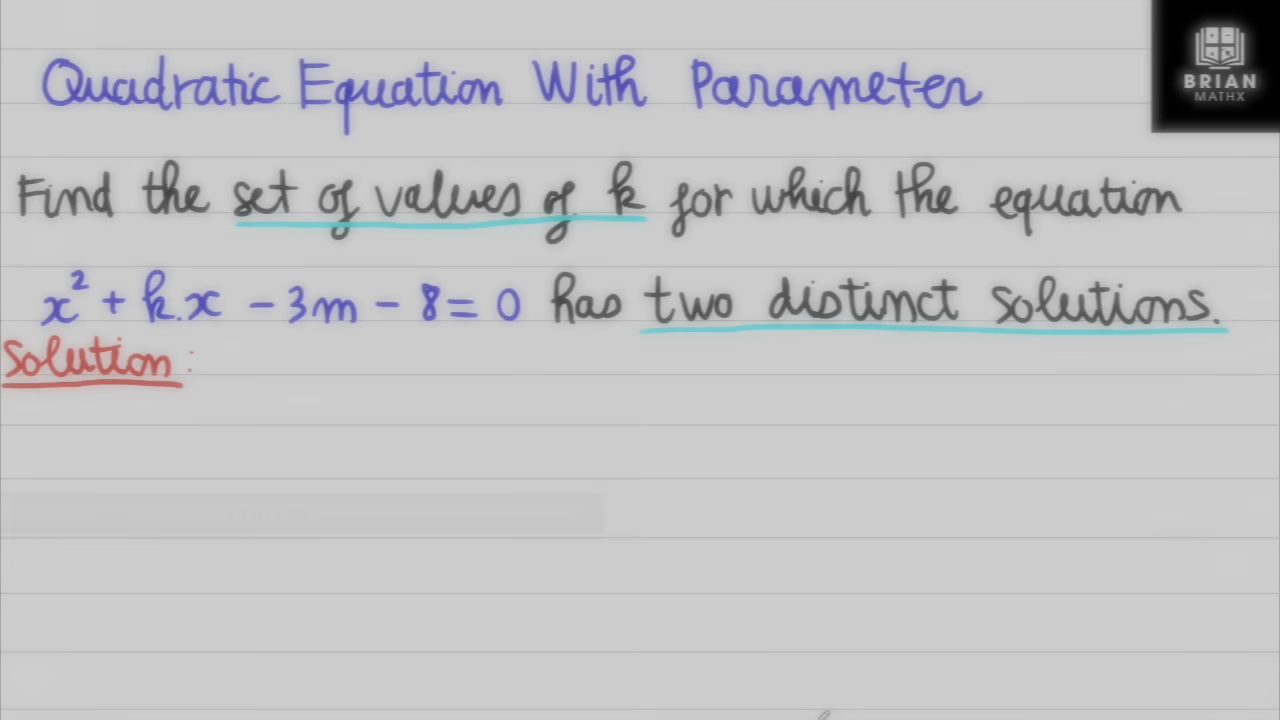 Quadratic Equation With Parameter
BRIAN
MATHX
Find the set of values of k for which the equation
x² + k.x - 3m - 8 = 0 has two distinct solutions.
Solution: